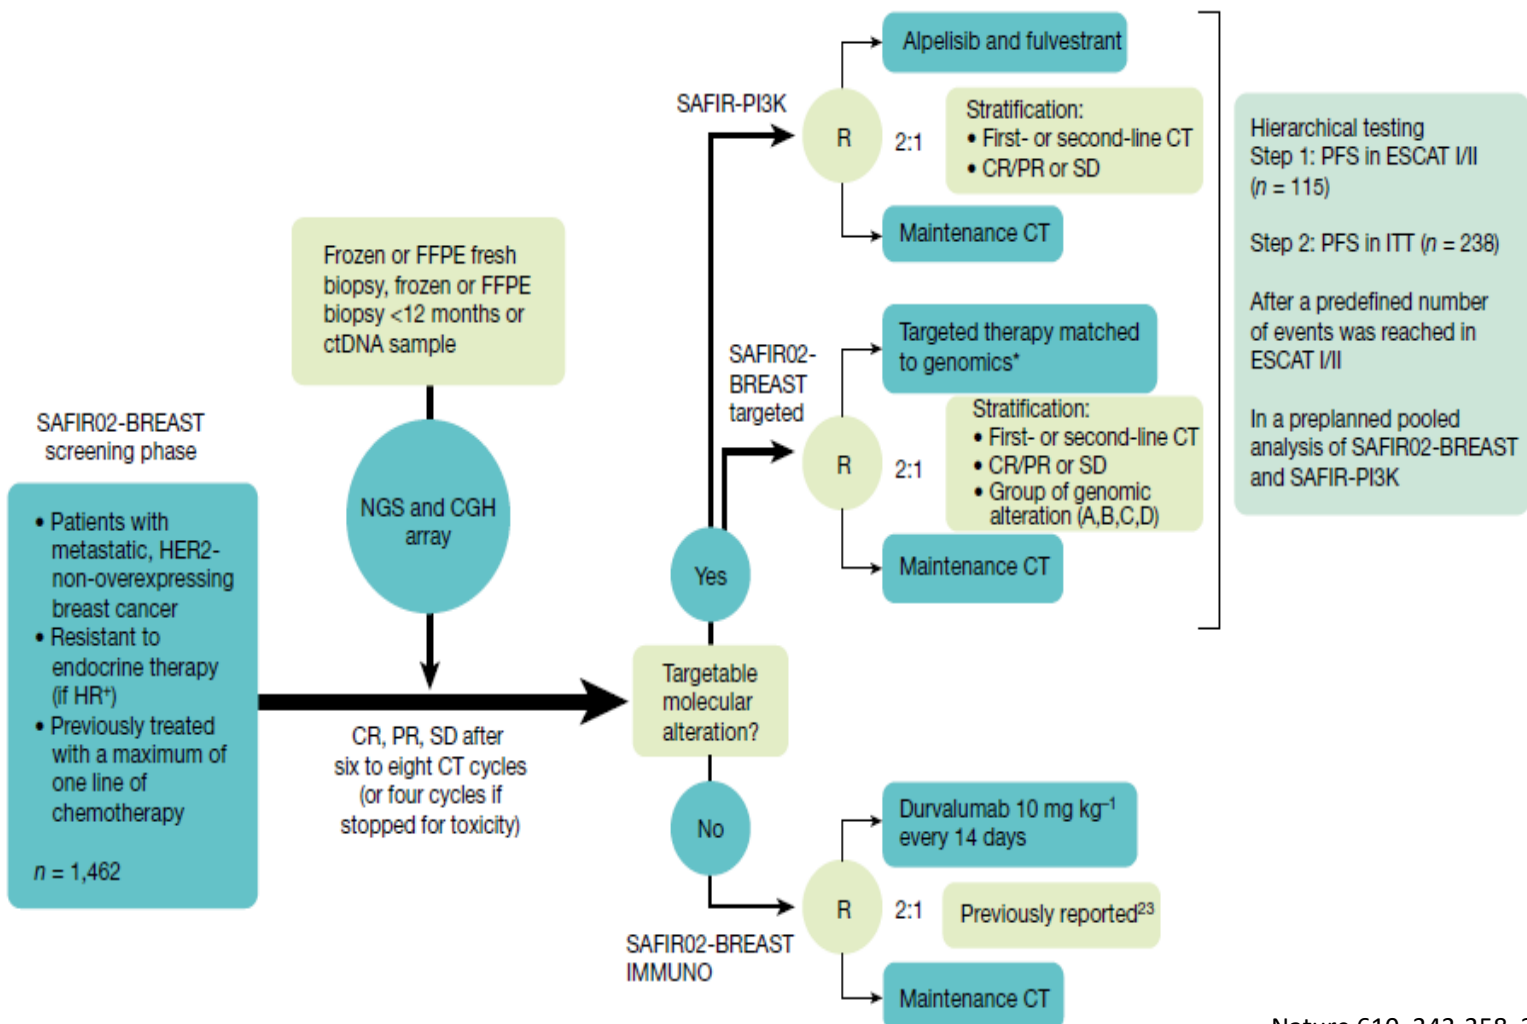 SAFIR02-BREAST
screening phase
• Patients with
metastatic, HER2-
non-overexpressing
breast cancer
• Resistant to
endocrine therapy
(if HR⁺)
• Previously treated
with a maximum of
one line of
chemotherapy
n = 1,462
Frozen or FFPE fresh
biopsy, frozen or FFPE
biopsy <12 months or
ctDNA sample
NGS and CGH
array
CR, PR, SD after
six to eight CT cycles
(or four cycles if
stopped for toxicity)
Targetable
molecular
alteration?
Yes
No
SAFIR-PI3K
R
2:1
Alpelisib and fulvestrant
Stratification:
• First- or second-line CT
• CR/PR or SD
Maintenance CT
SAFIR02-
BREAST
targeted
R
2:1
Targeted therapy matched
to genomics*
Stratification:
• First- or second-line CT
• CR/PR or SD
• Group of genomic
alteration (A,B,C,D)
Maintenance CT
SAFIR02-BREAST
IMMUNO
R
2:1
Durvalumab 10 mg kg⁻¹
every 14 days
Previously reported²³
Maintenance CT
Hierarchical testing
Step 1: PFS in ESCAT I/II
(n = 115)
Step 2: PFS in ITT (n = 238)
After a predefined number
of events was reached in
ESCAT I/II
In a preplanned pooled
analysis of SAFIR02-BREAST
and SAFIR-PI3K